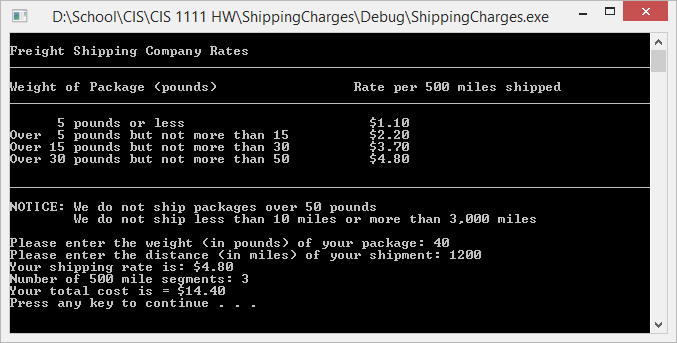 D:\School\CIS\CIS 1111 HW\ShippingCharges\Debug\ShippingCharges.exe
Freight Shipping Company Rates
Weight of Package (pounds) Rate per 500 miles shipped
5 pounds or less $1.10
Over 5 pounds but not more than 15 $2.20
Over 15 pounds but not more than 30 $3.70
Over 30 pounds but not more than 50 $4.80
NOTICE: We do not ship packages over 50 pounds
We do not ship less than 10 miles or more than 3,000 miles
Please enter the weight (in pounds) of your package: 40
Please enter the distance (in miles) of your shipment: 1200
Your shipping rate is: $4.80
Number of 500 mile segments: 3
Your total cost is = $14.40
Press any key to continue . . .